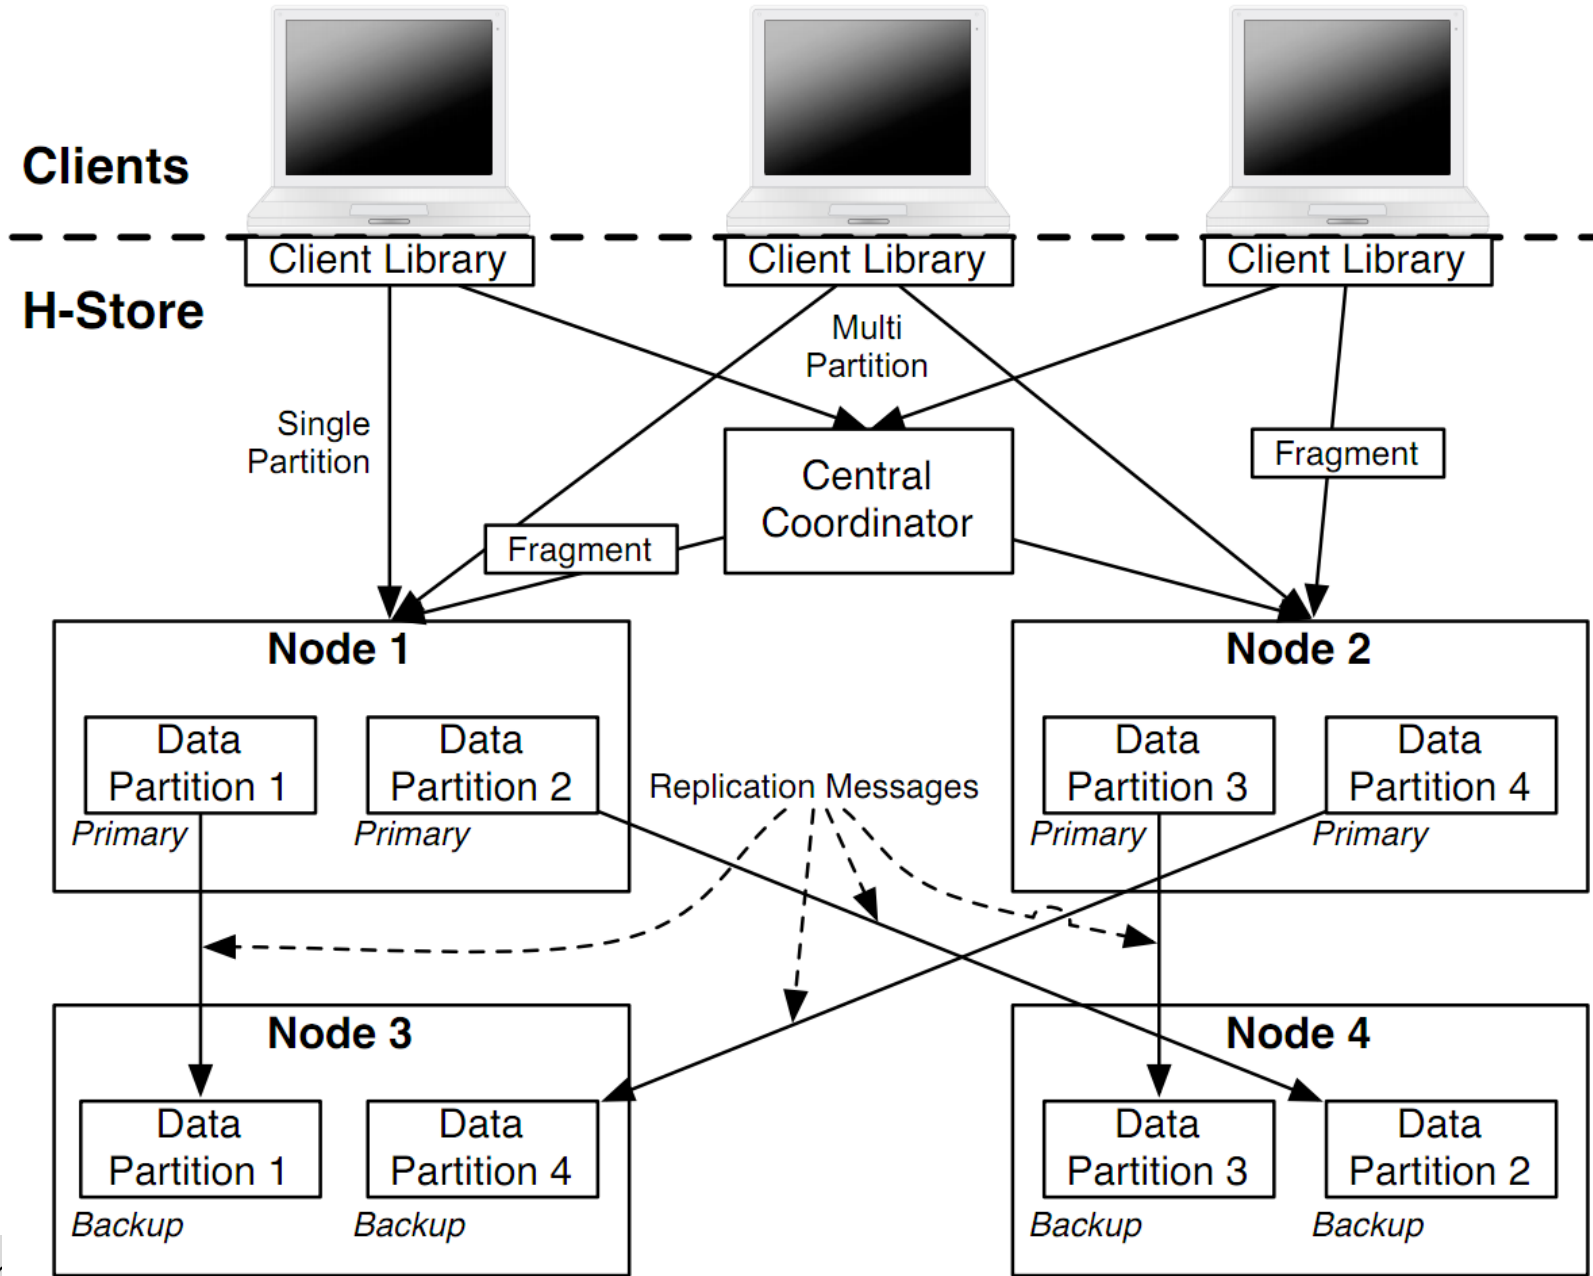 Clients
Client Library
Client Library
Client Library
H-Store
Multi
Partition
Single
Partition
Central
Coordinator
Fragment
Fragment
Node 1
Data
Partition 1
Primary
Data
Partition 2
Primary
Replication Messages
Node 2
Data
Partition 3
Primary
Data
Partition 4
Primary
Node 3
Data
Partition 1
Backup
Data
Partition 4
Backup
Node 4
Data
Partition 3
Backup
Data
Partition 2
Backup